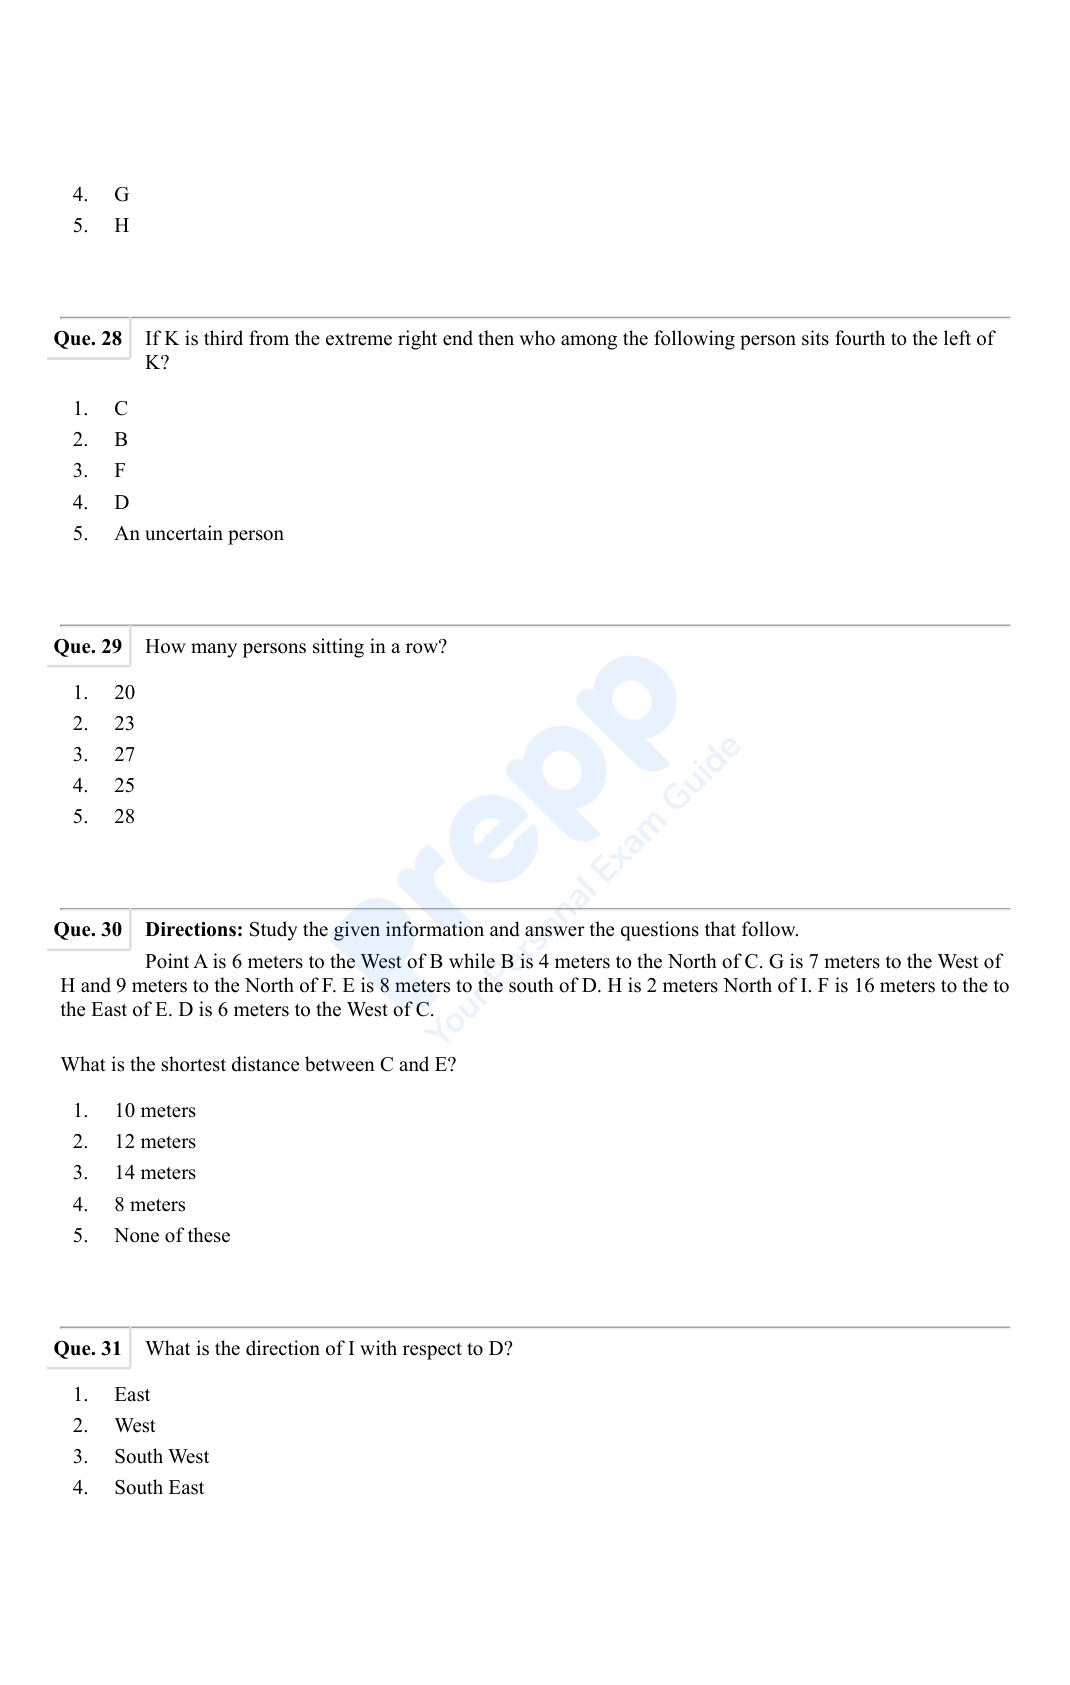 4. G
5. H
Que. 28 If K is third from the extreme right end then who among the following person sits fourth to the left of
K?
1. C
2. B
3. F
4. D
5. An uncertain person
Que. 29 How many persons sitting in a row?
1. 20
2. 23
3. 27
4. 25
5. 28
prepp
Your Personal Exam Guide
Que. 30 Directions: Study the given information and answer the questions that follow.
Point A is 6 meters to the West of B while B is 4 meters to the North of C. G is 7 meters to the West of
H and 9 meters to the North of F. E is 8 meters to the south of D. H is 2 meters North of I. F is 16 meters to the to
the East of E. D is 6 meters to the West of C.
What is the shortest distance between C and E?
1. 10 meters
2. 12 meters
3. 14 meters
4. 8 meters
5. None of these
Que. 31 What is the direction of I with respect to D?
1. East
2. West
3. South West
4. South East